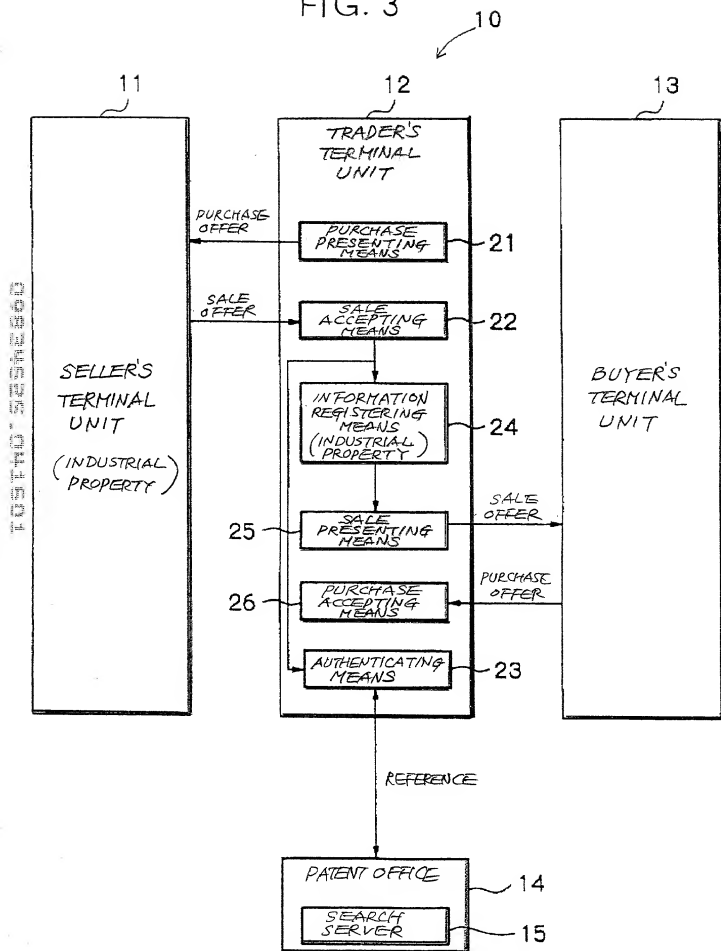 FIG. 3
10
11
12
13
TRADER'S
TERMINAL
UNIT
PURCHASE
OFFER
PURCHASE
PRESENTING
MEANS
21
SALE
OFFER
SALE
ACCEPTING
MEANS
22
SELLER'S
TERMINAL
UNIT
(INDUSTRIAL
PROPERTY)
INFORMATION
REGISTERING
MEANS
(INDUSTRIAL
PROPERTY)
24
BUYER'S
TERMINAL
UNIT
25
SALE
PRESENTING
MEANS
SALE
OFFER
26
PURCHASE
ACCEPTING
MEANS
PURCHASE
OFFER
AUTHENTICATING
MEANS
23
REFERENCE
PATENT OFFICE
14
SEARCH
SERVER
15